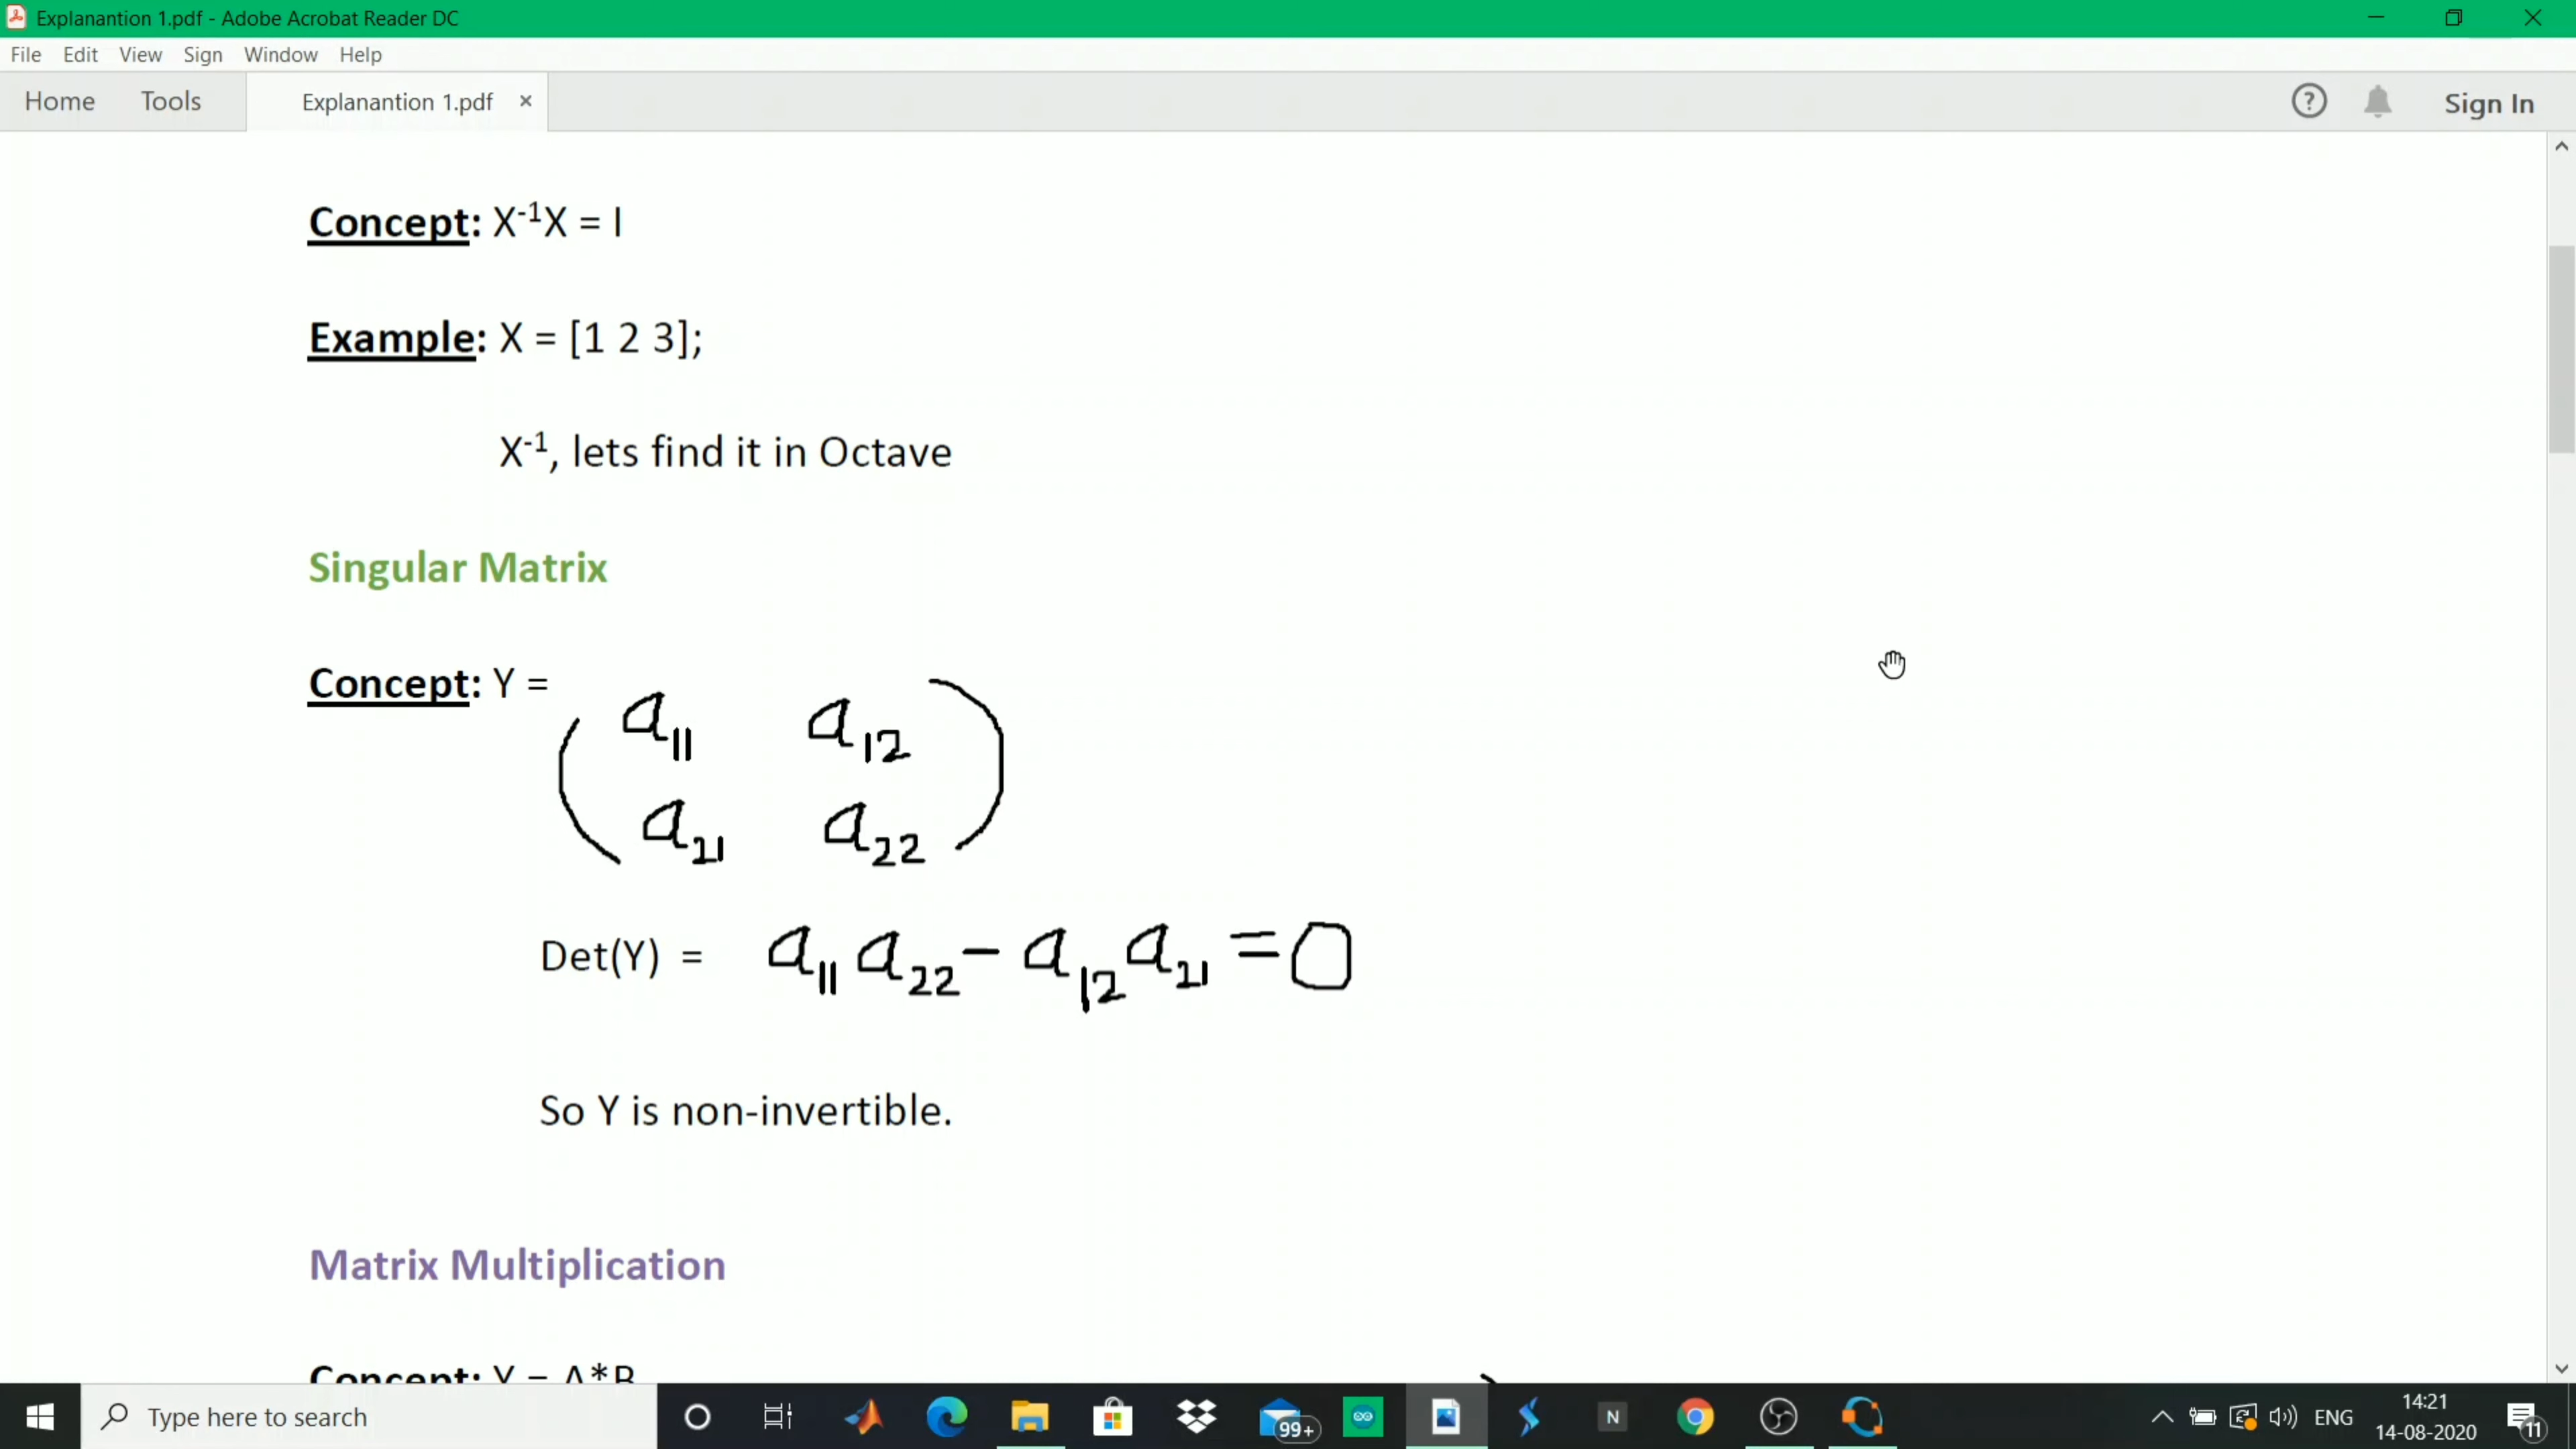 Explanantion 1.pdf - Adobe Acrobat Reader DC
File Edit View Sign Window Help
Home Tools Explanantion 1.pdf × ? Sign In
Concept: X⁻¹X = I
Example: X = [1 2 3];
X⁻¹, lets find it in Octave
Singular Matrix
Concept: Y =
a₁₁ a₁₂
a₂₁ a₂₂
Det(Y) = a₁₁ a₂₂ - a₁₂ a₂₁ = 0
So Y is non-invertible.
Matrix Multiplication
Concept: Y = A*B
Type here to search 99+ N ENG 14:21
14-08-2020 11